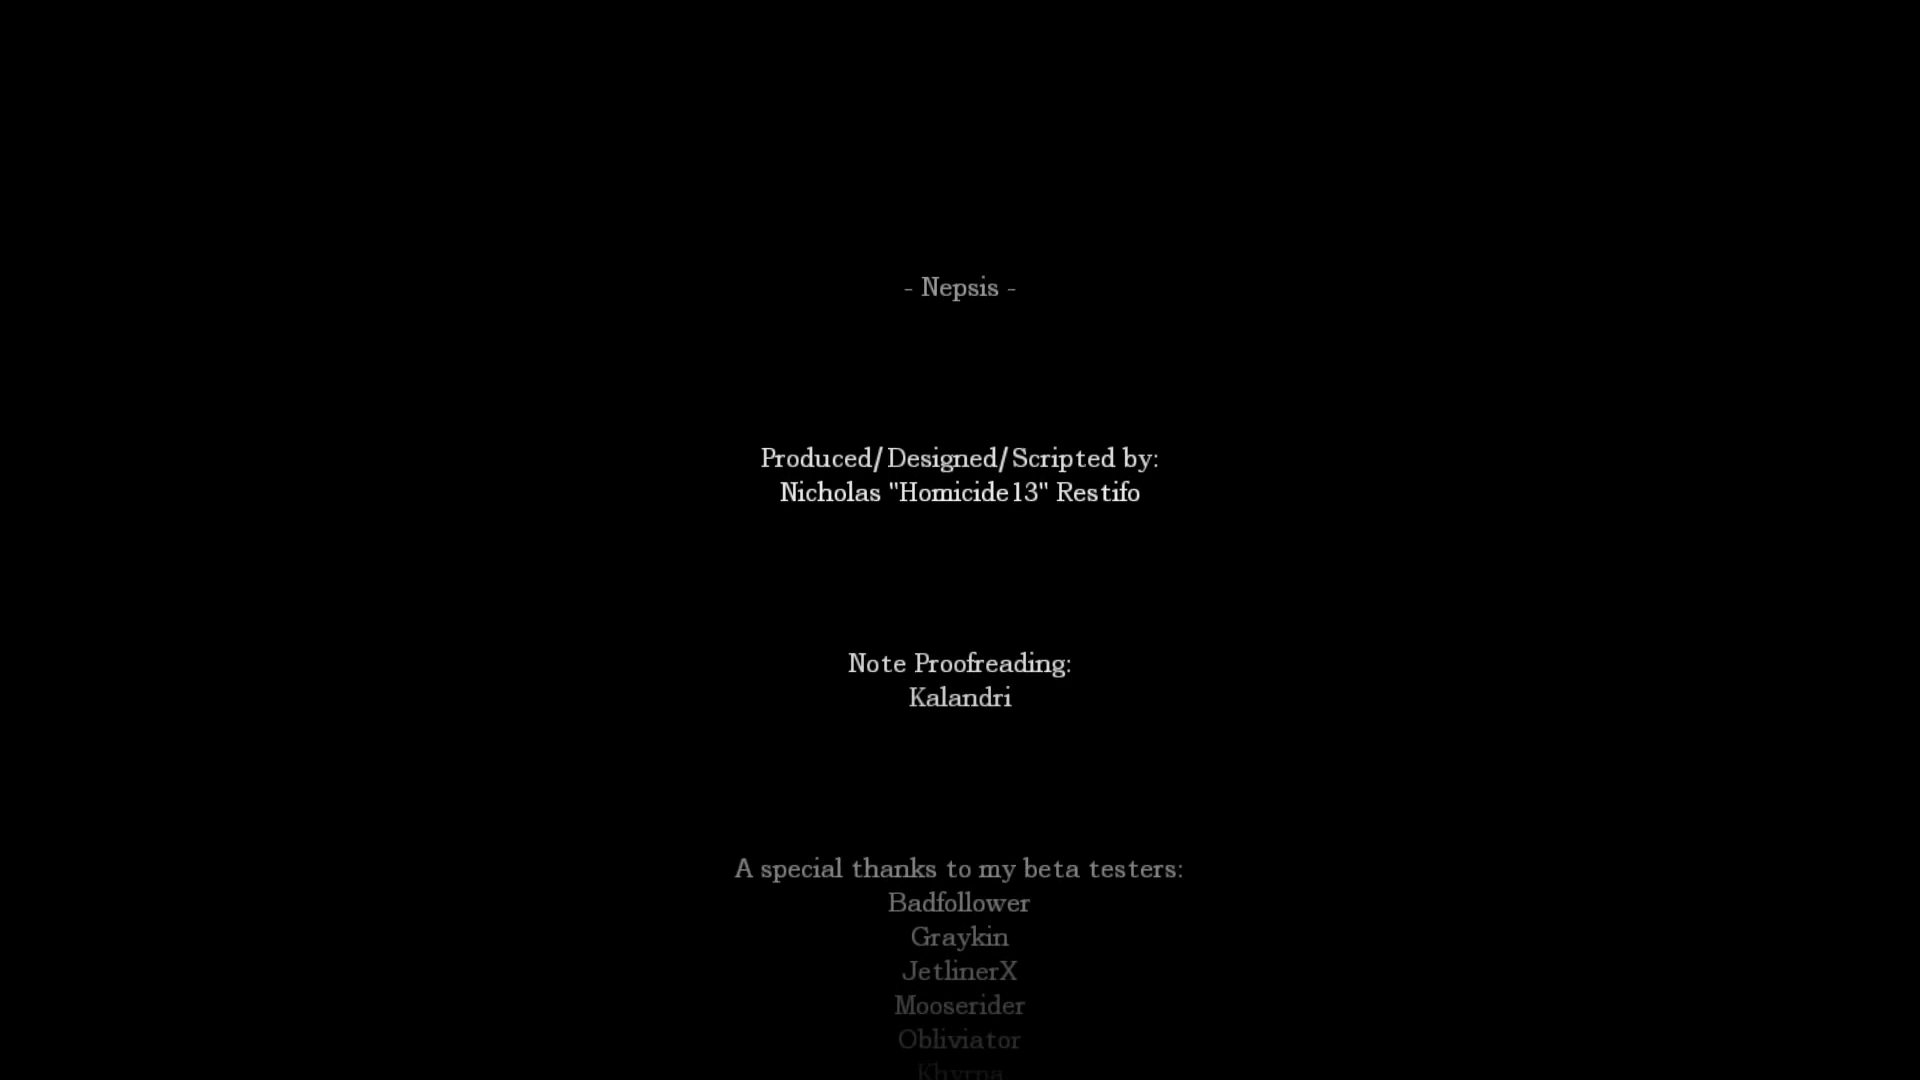 - Nepsis -
Produced/Designed/Scripted by:
Nicholas "Homicide13" Restifo
Note Proofreading:
Kalandri
A special thanks to my beta testers:
Badfollower
Graykin
JetlinerX
Mooserider
Obliviator